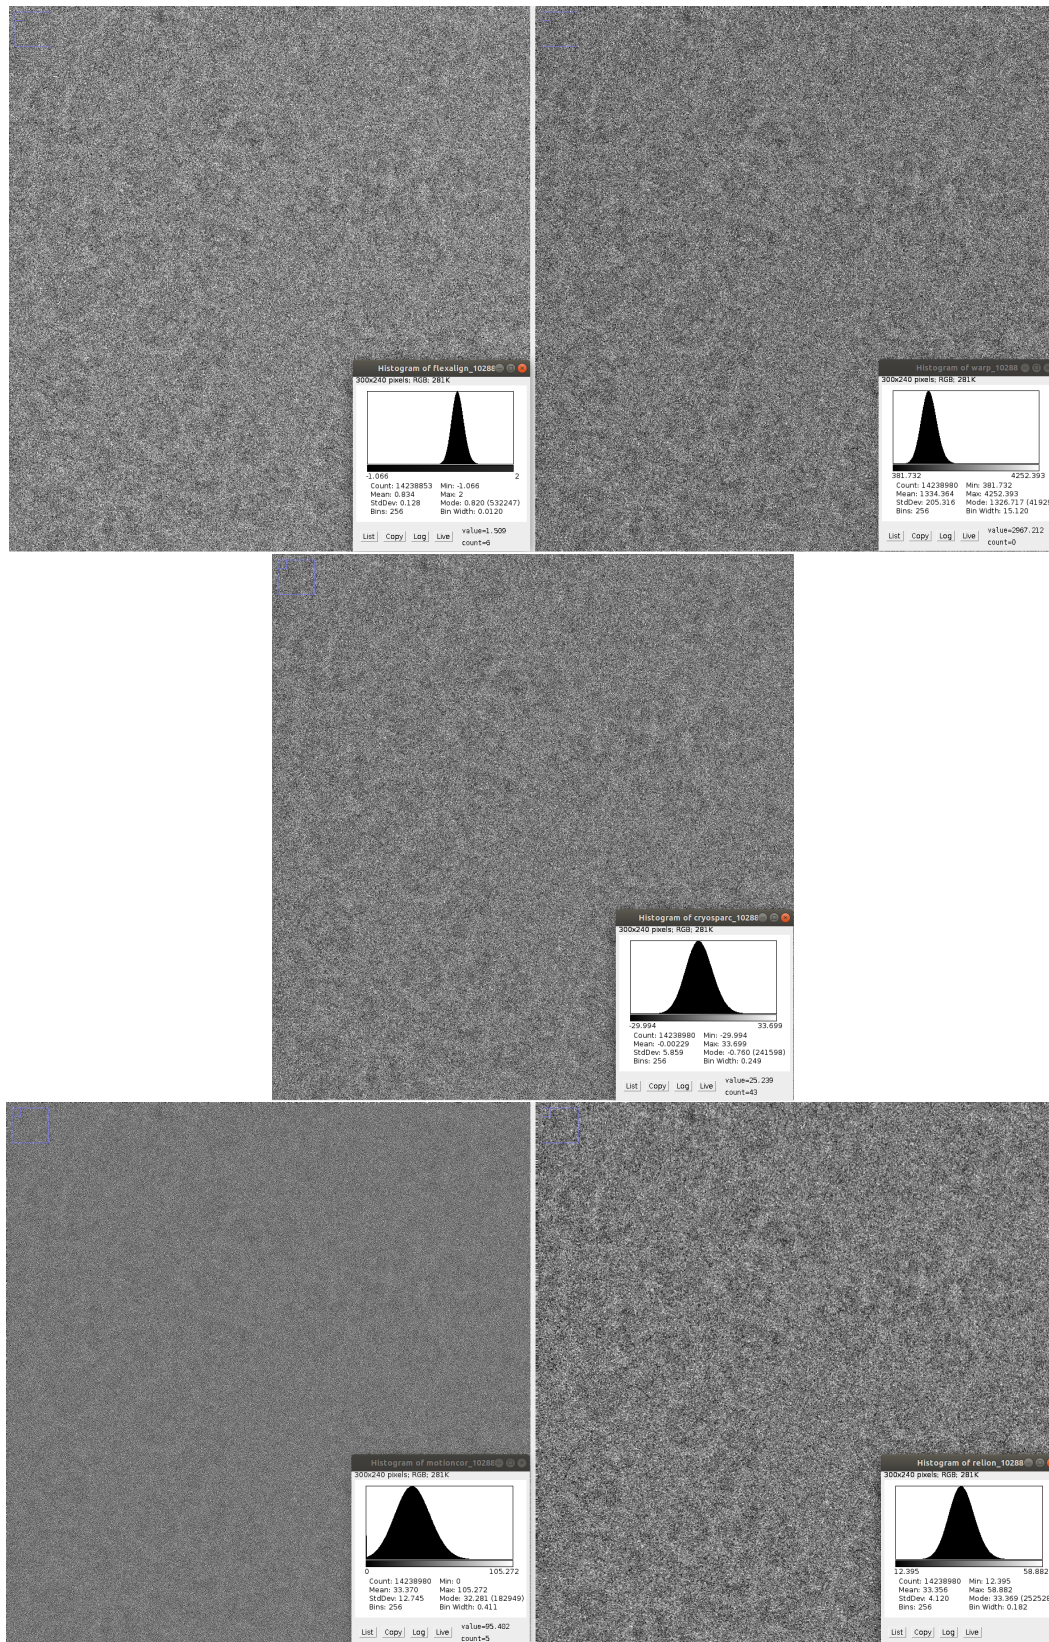 Histogram of flexalign_10288
300x240 pixels; RGB; 281K
-1.066 2
Count: 14238853 Min: -1.066
Mean: 0.834 Max: 2
StdDev: 0.128 Mode: 0.820 (532247)
Bins: 256 Bin Width: 0.0120
List Copy Log Live value=1.509
count=6
Histogram of warp_10288
300x240 pixels; RGB; 281K
381.732 4252.393
Count: 14238980 Min: 381.732
Mean: 1334.364 Max: 4252.393
StdDev: 205.316 Mode: 1326.717 (41929
Bins: 256 Bin Width: 15.120
List Copy Log Live value=2967.212
count=0
Histogram of cryosparc_10288
300x240 pixels; RGB; 281K
-29.994 33.699
Count: 14238980 Min: -29.994
Mean: -0.00229 Max: 33.699
StdDev: 5.859 Mode: -0.760 (241598)
Bins: 256 Bin Width: 0.249
List Copy Log Live value=25.239
count=43
Histogram of motioncor_10288
300x240 pixels; RGB; 281K
0 105.272
Count: 14238980 Min: 0
Mean: 33.370 Max: 105.272
StdDev: 12.745 Mode: 32.281 (182949)
Bins: 256 Bin Width: 0.411
List Copy Log Live value=95.402
count=5
Histogram of relion_10288
300x240 pixels; RGB; 281K
12.395 58.882
Count: 14238980 Min: 12.395
Mean: 33.356 Max: 58.882
StdDev: 4.120 Mode: 33.369 (252528
Bins: 256 Bin Width: 0.182
List Copy Log Live